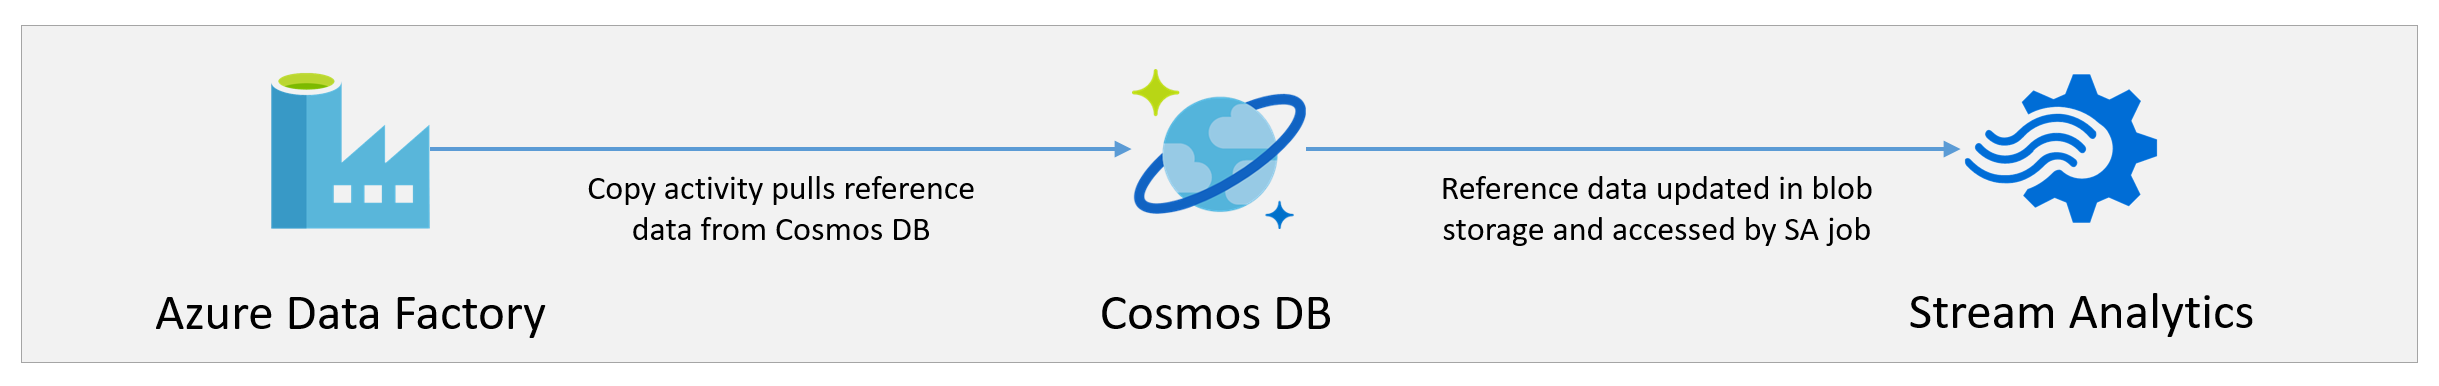 Copy activity pulls reference
data from Cosmos DB
Reference data updated in blob
storage and accessed by SA job
Azure Data Factory
Cosmos DB
Stream Analytics